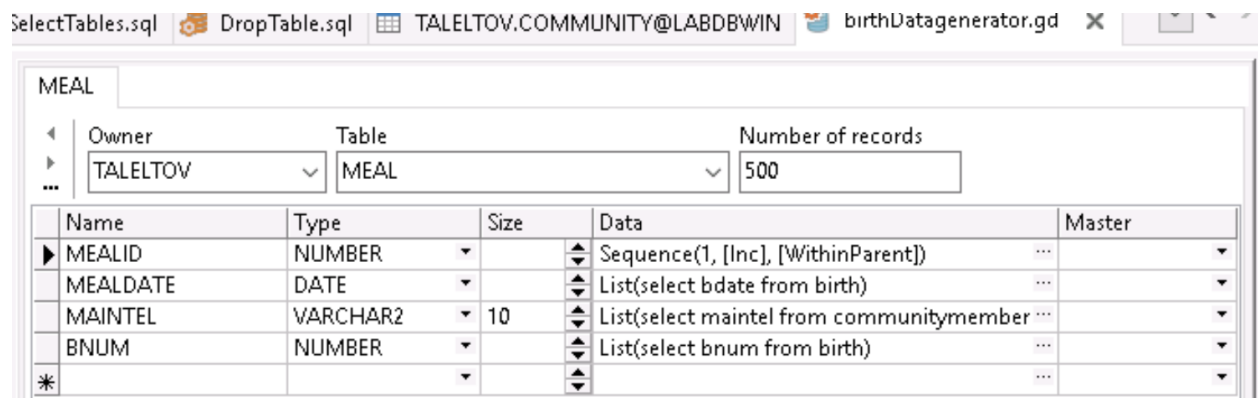 SelectTables.sql DropTable.sql TALELTOV.COMMUNITY@LABDBWIN birthDatagenerator.gd
MEAL
Owner Table Number of records
TALELTOV MEAL 500
Name Type Size Data Master
MEALID NUMBER Sequence(1, [Inc], [WithinParent])
MEALDATE DATE List(select bdate from birth)
MAINTEL VARCHAR2 10 List(select maintel from communitymember
BNUM NUMBER List(select bnum from birth)